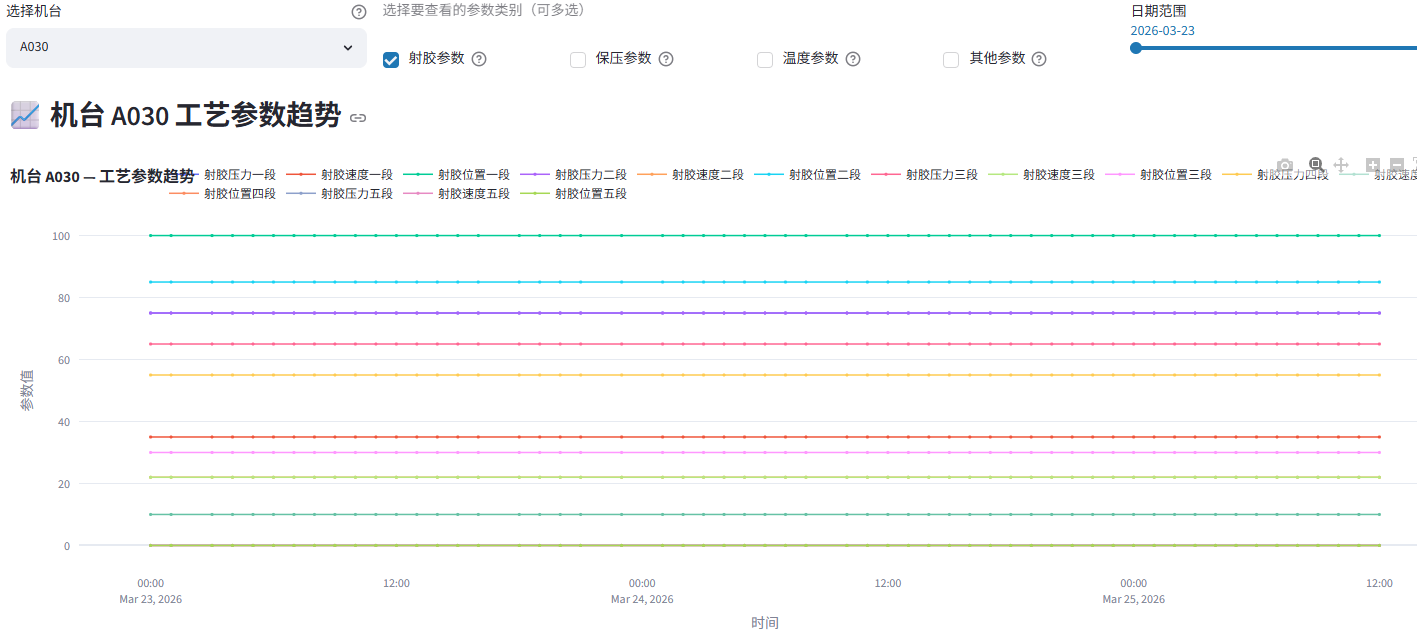 选择机台
选择要查看的参数类别（可多选）
日期范围
2026-03-23
A030
射胶参数
保压参数
温度参数
其他参数
机台 A030 工艺参数趋势
机台 A030 — 工艺参数趋势
射胶压力一段 射胶速度一段 射胶位置一段 射胶压力二段 射胶速度二段 射胶位置二段 射胶压力三段 射胶速度三段 射胶位置三段 射胶压力四段 射胶速度
射胶位置四段 射胶压力五段 射胶速度五段 射胶位置五段
100
80
60
40
20
0
参数值
00:00 12:00 00:00 12:00 00:00 12:00
Mar 23, 2026 Mar 24, 2026 Mar 25, 2026
时间